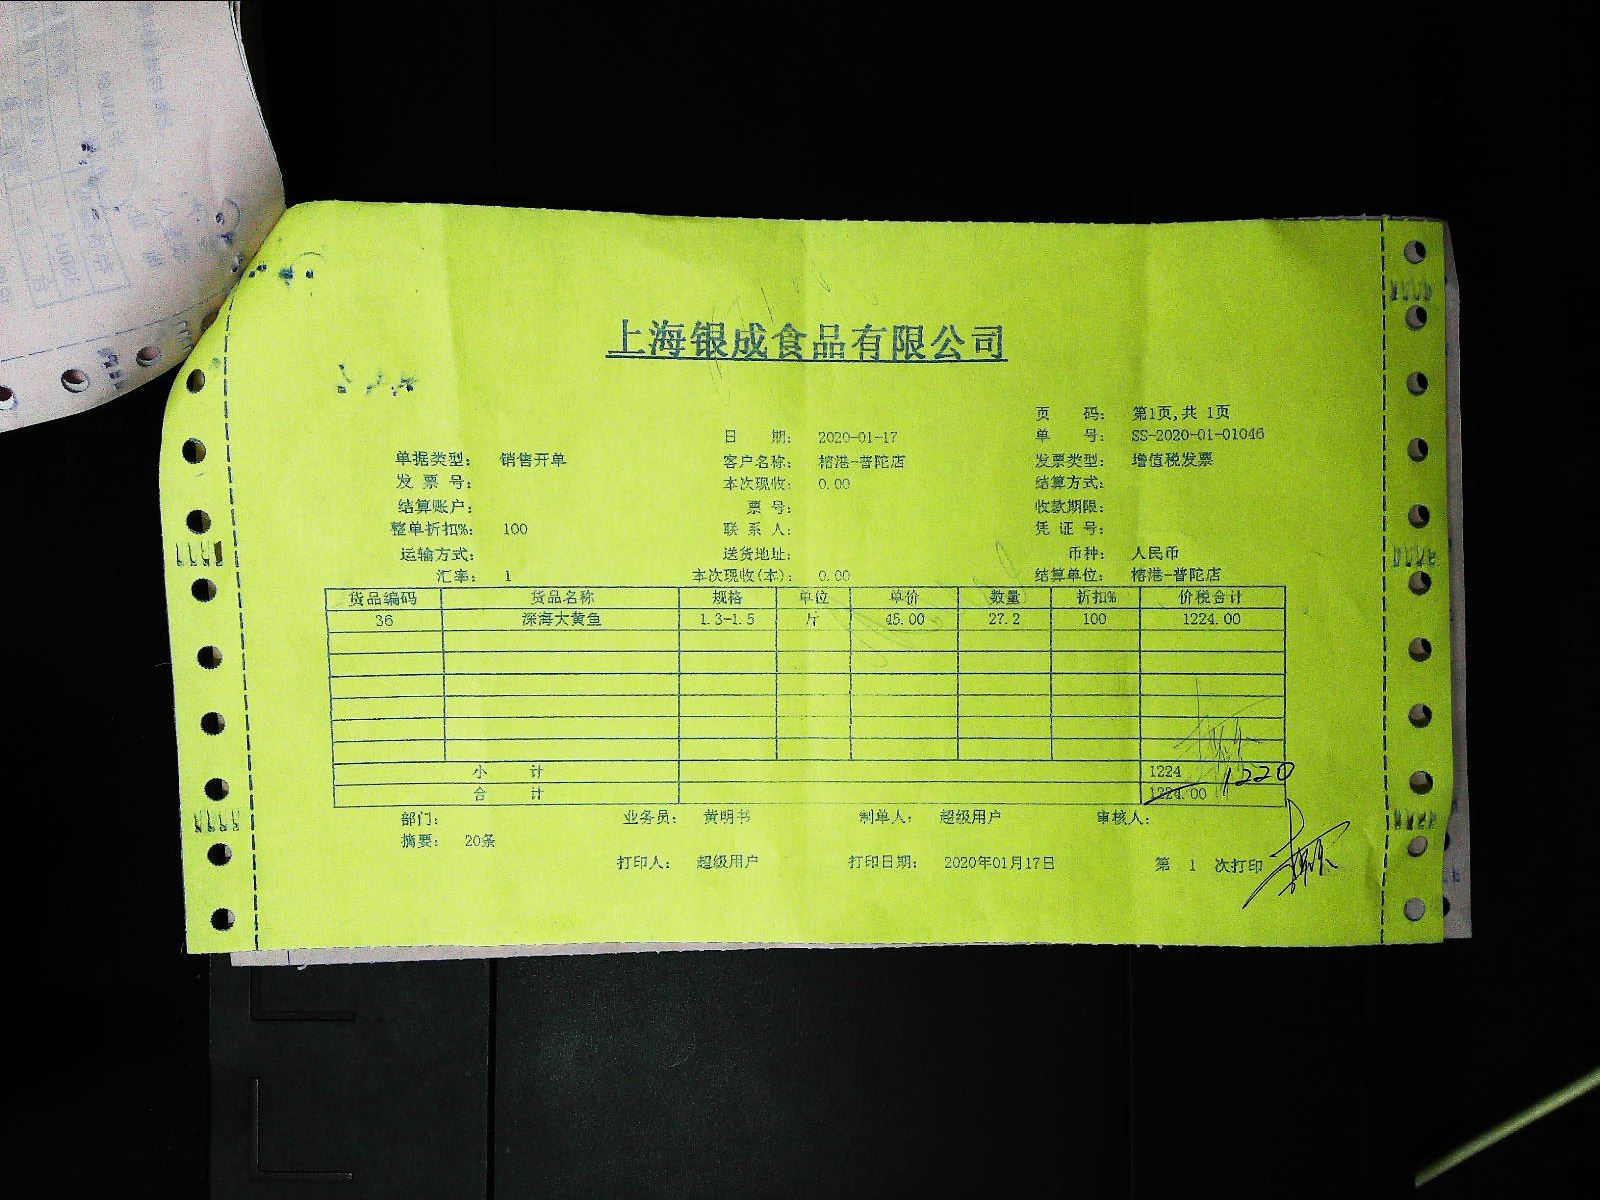 上海银成食品有限公司
页 码: 第1页,共 1页
日 期: 2020-01-17 单 号: SS-2020-01-01046
单据类型: 销售开单 客户名称: 榕港-普陀店 发票类型: 增值税发票
发 票 号: 本次现收: 0.00 结算方式:
结算账户: 票 号: 收款期限:
整单折扣%: 100 联 系 人: 凭 证 号:
运输方式: 送货地址: 币种: 人民币
汇率: 1 本次现收(本): 0.00 结算单位: 榕港-普陀店
货品编码 货品名称 规格 单位 单价 数量 折扣% 价税合计
36 深海大黄鱼 1.3-1.5 斤 45.00 27.2 100 1224.00
小 计 1224 1220
合 计 1224.00
部门: 业务员: 黄明书 制单人: 超级用户 审核人:
摘要: 20条
打印人: 超级用户 打印日期: 2020年01月17日 第 1 次打印